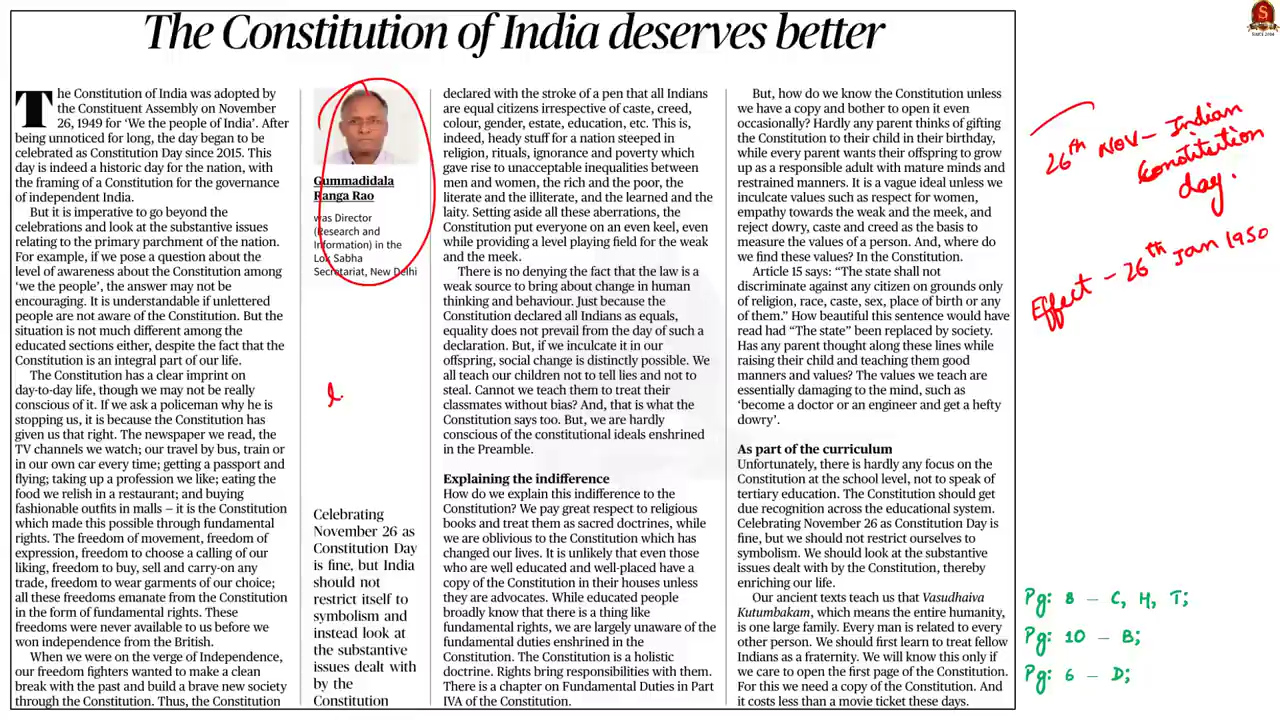 The Constitution of India deserves better
The Constitution of India was adopted by
the Constituent Assembly on November
26, 1949 for ‘We the people of India’. After
being unnoticed for long, the day began to be
celebrated as Constitution Day since 2015. This
day is indeed a historic day for the nation, with
the framing of a Constitution for the governance
of independent India.
But it is imperative to go beyond the
celebrations and look at the substantive issues
relating to the primary parchment of the nation.
For example, if we pose a question about the
level of awareness about the Constitution among
‘we the people’, the answer may not be
encouraging. It is understandable if unlettered
people are not aware of the Constitution. But the
situation is not much different among the
educated sections either, despite the fact that the
Constitution is an integral part of our life.
The Constitution has a clear imprint on
day-to-day life, though we may not be really
conscious of it. If we ask a policeman why he is
stopping us, it is because the Constitution has
given us that right. The newspaper we read, the
TV channels we watch; our travel by bus, train or
in our own car every time; getting a passport and
flying; taking up a profession we like; eating the
food we relish in a restaurant; and buying
fashionable outfits in malls — it is the Constitution
which made this possible through fundamental
rights. The freedom of movement, freedom of
expression, freedom to choose a calling of our
liking, freedom to buy, sell and carry-on any
trade, freedom to wear garments of our choice;
all these freedoms emanate from the Constitution
in the form of fundamental rights. These
freedoms were never available to us before we
won independence from the British.
When we were on the verge of Independence,
our freedom fighters wanted to make a clean
break with the past and build a brave new society
through the Constitution. Thus, the Constitution
Gummadidala
Ranga Rao
was Director
(Research and
Information) in the
Lok Sabha
Secretariat, New Delhi
Celebrating
November 26 as
Constitution Day
is fine, but India
should not
restrict itself to
symbolism and
instead look at
the substantive
issues dealt with
by the
Constitution
declared with the stroke of a pen that all Indians
are equal citizens irrespective of caste, creed,
colour, gender, estate, education, etc. This is,
indeed, heady stuff for a nation steeped in
religion, rituals, ignorance and poverty which
gave rise to unacceptable inequalities between
men and women, the rich and the poor, the
literate and the illiterate, and the learned and the
laity. Setting aside all these aberrations, the
Constitution put everyone on an even keel, even
while providing a level playing field for the weak
and the meek.
There is no denying the fact that the law is a
weak source to bring about change in human
thinking and behaviour. Just because the
Constitution declared all Indians as equals,
equality does not prevail from the day of such a
declaration. But, if we inculcate it in our
offspring, social change is distinctly possible. We
all teach our children not to tell lies and not to
steal. Cannot we teach them to treat their
classmates without bias? And, that is what the
Constitution says too. But, we are hardly
conscious of the constitutional ideals enshrined
in the Preamble.
Explaining the indifference
How do we explain this indifference to the
Constitution? We pay great respect to religious
books and treat them as sacred doctrines, while
we are oblivious to the Constitution which has
changed our lives. It is unlikely that even those
who are well educated and well-placed have a
copy of the Constitution in their houses unless
they are advocates. While educated people
broadly know that there is a thing like
fundamental rights, we are largely unaware of the
fundamental duties enshrined in the
Constitution. The Constitution is a holistic
doctrine. Rights bring responsibilities with them.
There is a chapter on Fundamental Duties in Part
IVA of the Constitution.
But, how do we know the Constitution unless
we have a copy and bother to open it even
occasionally? Hardly any parent thinks of gifting
the Constitution to their child in their birthday,
while every parent wants their offspring to grow
up as a responsible adult with mature minds and
restrained manners. It is a vague ideal unless we
inculcate values such as respect for women,
empathy towards the weak and the meek, and
reject dowry, caste and creed as the basis to
measure the values of a person. And, where do
we find these values? In the Constitution.
Article 15 says: “The state shall not
discriminate against any citizen on grounds only
of religion, race, caste, sex, place of birth or any
of them.” How beautiful this sentence would have
read had “The state” been replaced by society.
Has any parent thought along these lines while
raising their child and teaching them good
manners and values? The values we teach are
essentially damaging to the mind, such as
‘become a doctor or an engineer and get a hefty
dowry’.
As part of the curriculum
Unfortunately, there is hardly any focus on the
Constitution at the school level, not to speak of
tertiary education. The Constitution should get
due recognition across the educational system.
Celebrating November 26 as Constitution Day is
fine, but we should not restrict ourselves to
symbolism. We should look at the substantive
issues dealt with by the Constitution, thereby
enriching our life.
Our ancient texts teach us that Vasudhaiva
Kutumbakam, which means the entire humanity,
is one large family. Every man is related to every
other person. We should first learn to treat fellow
Indians as a fraternity. We will know this only if
we care to open the first page of the Constitution.
For this we need a copy of the Constitution. And
it costs less than a movie ticket these days.
26th NOV – Indian
Constitution
day.
Effect – 26th Jan 1950
Pg: 8 – C, H, T;
Pg: 10 – B;
Pg: 6 – D;